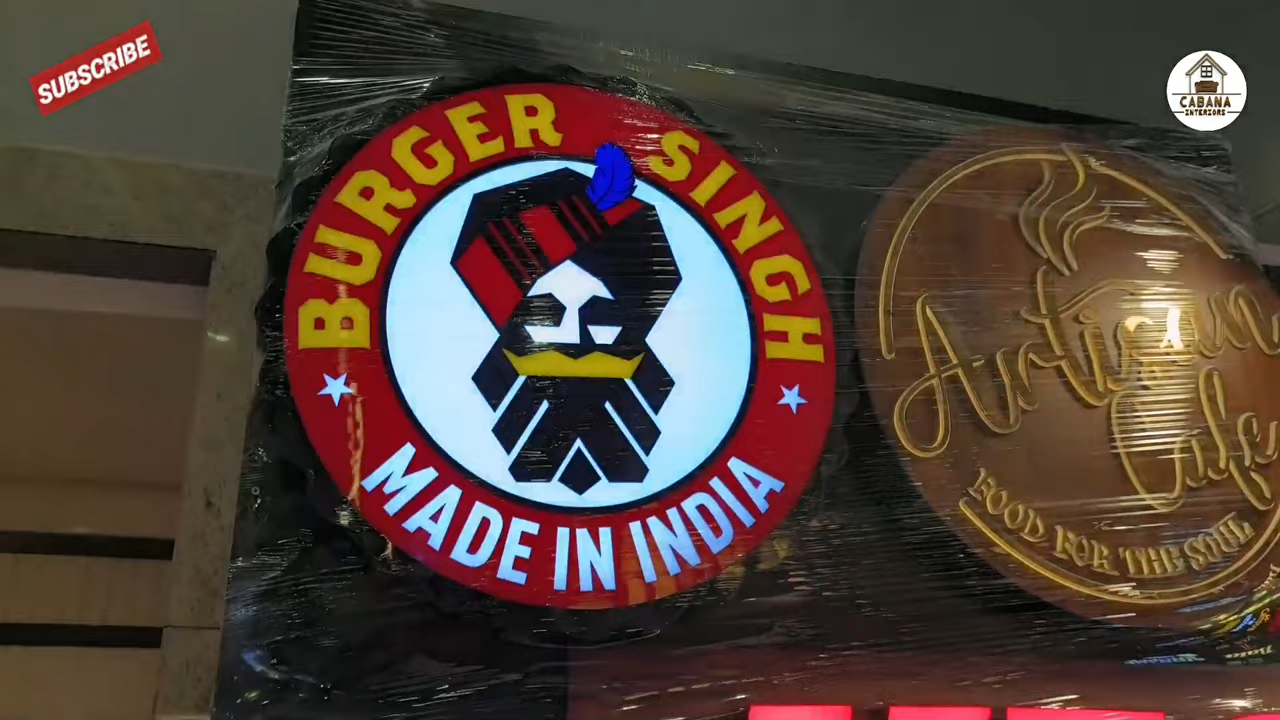 SUBSCRIBE
CABANA
INTERIORS
BURGER SINGH
MADE IN INDIA
Artisan
Cafe
FOOD FOR THE SOUL